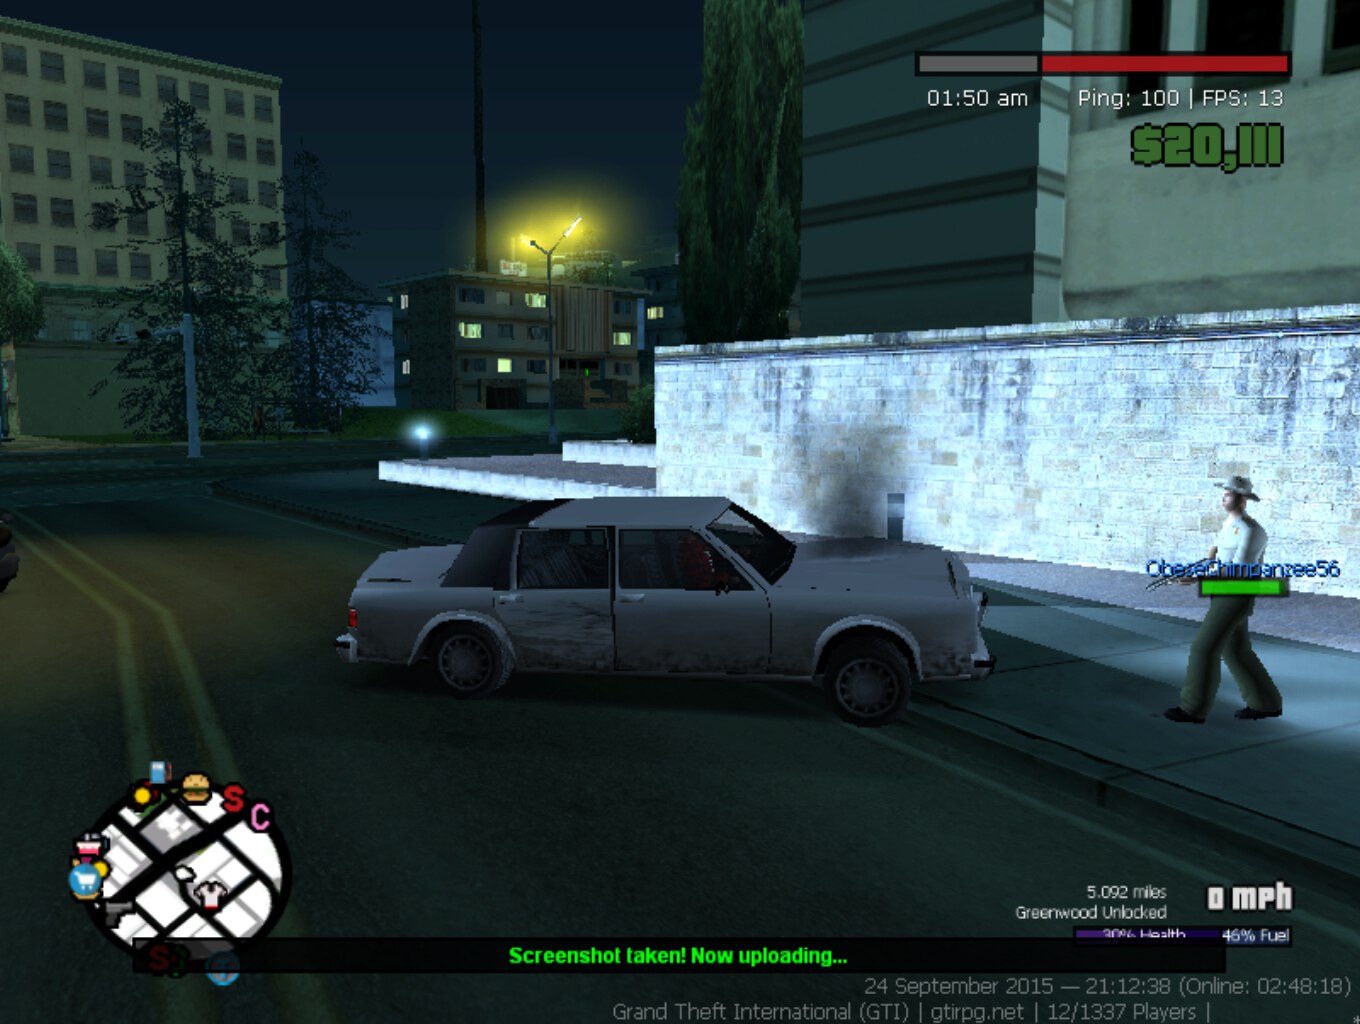 01:50 am
Ping: 100 | FPS: 13
$20,111
ObeseChimpanzee56
S
C
5.092 miles
0 mph
Greenwood Unlocked
30% Health
46% Fuel
Screenshot taken! Now uploading...
24 September 2015 — 21:12:38 (Online: 02:48:18)
Grand Theft International (GTI) | gtirpg.net | 12/1337 Players |